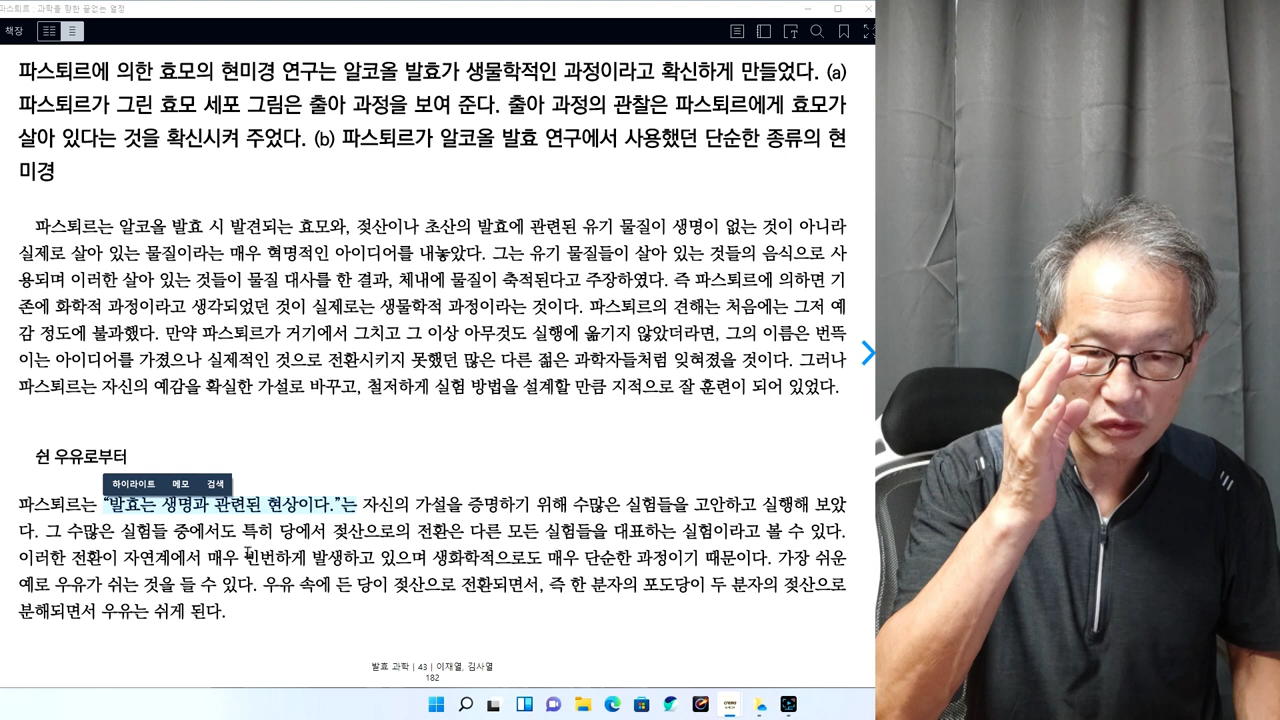 파스퇴르 : 과학을 향한 끝없는 열정
책장
파스퇴르에 의한 효모의 현미경 연구는 알코올 발효가 생물학적인 과정이라고 확신하게 만들었다. (a)
파스퇴르가 그린 효모 세포 그림은 출아 과정을 보여 준다. 출아 과정의 관찰은 파스퇴르에게 효모가
살아 있다는 것을 확신시켜 주었다. (b) 파스퇴르가 알코올 발효 연구에서 사용했던 단순한 종류의 현
미경
파스퇴르는 알코올 발효 시 발견되는 효모와, 젖산이나 초산의 발효에 관련된 유기 물질이 생명이 없는 것이 아니라
실제로 살아 있는 물질이라는 매우 혁명적인 아이디어를 내놓았다. 그는 유기 물질들이 살아 있는 것들의 음식으로 사
용되며 이러한 살아 있는 것들이 물질 대사를 한 결과, 체내에 물질이 축적된다고 주장하였다. 즉 파스퇴르에 의하면 기
존에 화학적 과정이라고 생각되었던 것이 실제로는 생물학적 과정이라는 것이다. 파스퇴르의 견해는 처음에는 그저 예
감 정도에 불과했다. 만약 파스퇴르가 거기에서 그치고 그 이상 아무것도 실행에 옮기지 않았더라면, 그의 이름은 번뜩
이는 아이디어를 가졌으나 실제적인 것으로 전환시키지 못했던 많은 다른 젊은 과학자들처럼 잊혀졌을 것이다. 그러나
파스퇴르는 자신의 예감을 확실한 가설로 바꾸고, 철저하게 실험 방법을 설계할 만큼 지적으로 잘 훈련이 되어 있었다.
쉰 우유로부터
하이라이트 메모 검색
파스퇴르는 “발효는 생명과 관련된 현상이다.”는 자신의 가설을 증명하기 위해 수많은 실험들을 고안하고 실행해 보았
다. 그 수많은 실험들 중에서도 특히 당에서 젖산으로의 전환은 다른 모든 실험들을 대표하는 실험이라고 볼 수 있다.
이러한 전환이 자연계에서 매우 빈번하게 발생하고 있으며 생화학적으로도 매우 단순한 과정이기 때문이다. 가장 쉬운
예로 우유가 쉬는 것을 들 수 있다. 우유 속에 든 당이 젖산으로 전환되면서, 즉 한 분자의 포도당이 두 분자의 젖산으로
분해되면서 우유는 쉬게 된다.
발효 과학 | 43 | 이재열, 김사열
182